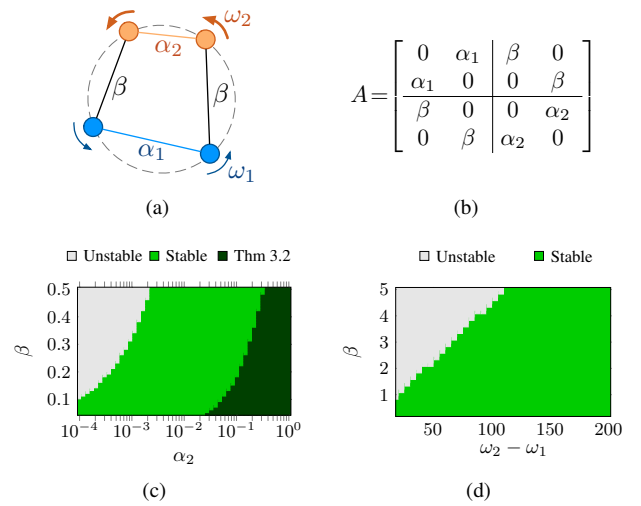 ω₂
α₂
β
β
α₁
ω₁
(a)
A = [ 0 α₁ β 0
α₁ 0 0 β
β 0 0 α₂
0 β α₂ 0 ]
(b)
Unstable Stable Thm 3.2
0.5
0.4
0.3
0.2
0.1
β
10⁻⁴ 10⁻³ 10⁻² 10⁻¹ 10⁰
α₂
(c)
Unstable Stable
5
4
3
2
1
β
50 100 150 200
ω₂ − ω₁
(d)